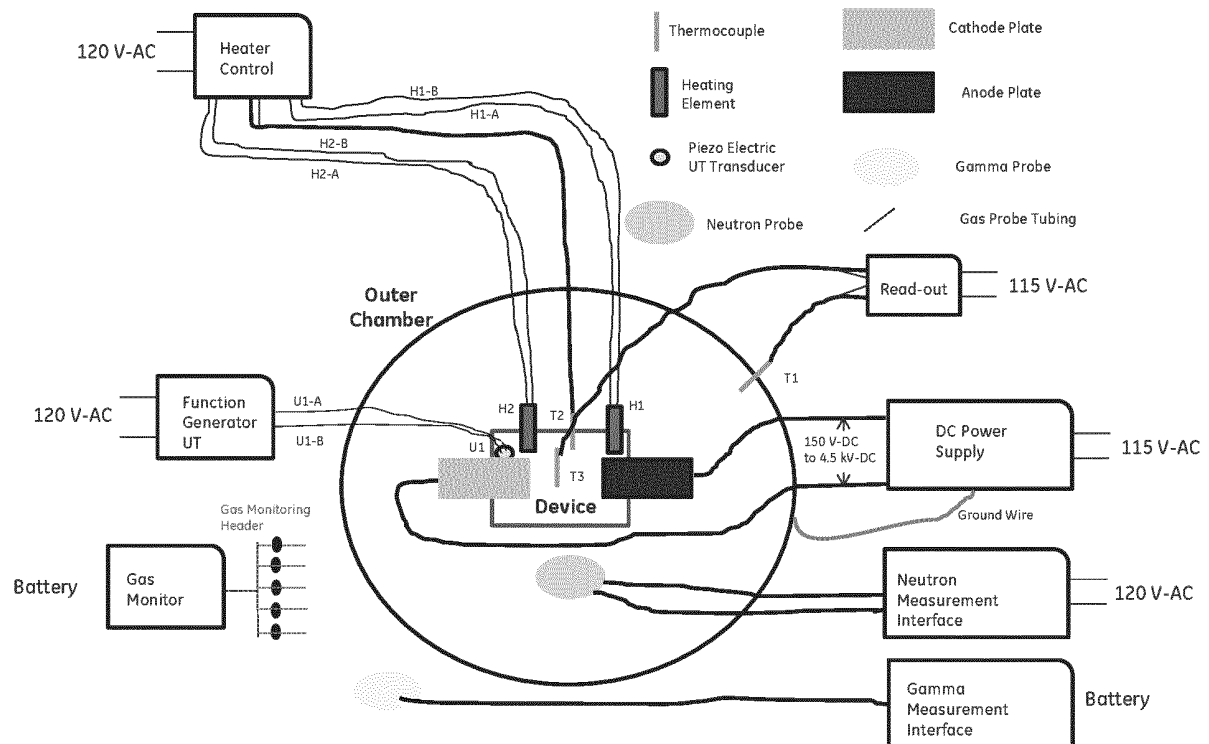 120 V-AC
Heater
Control
H1-B
H1-A
H2-B
H2-A
Thermocouple
Cathode Plate
Heating
Element
Anode Plate
Piezo Electric
UT Transducer
Gamma Probe
Neutron Probe
Gas Probe Tubing
Outer
Chamber
Read-out
115 V-AC
T1
120 V-AC
Function
Generator
UT
U1-A
U1-B
H2
T2
H1
U1
T3
Device
150 V-DC
to 4.5 kV-DC
DC Power
Supply
115 V-AC
Ground Wire
Gas Monitoring
Header
Battery
Gas
Monitor
Neutron
Measurement
Interface
120 V-AC
Gamma
Measurement
Interface
Battery